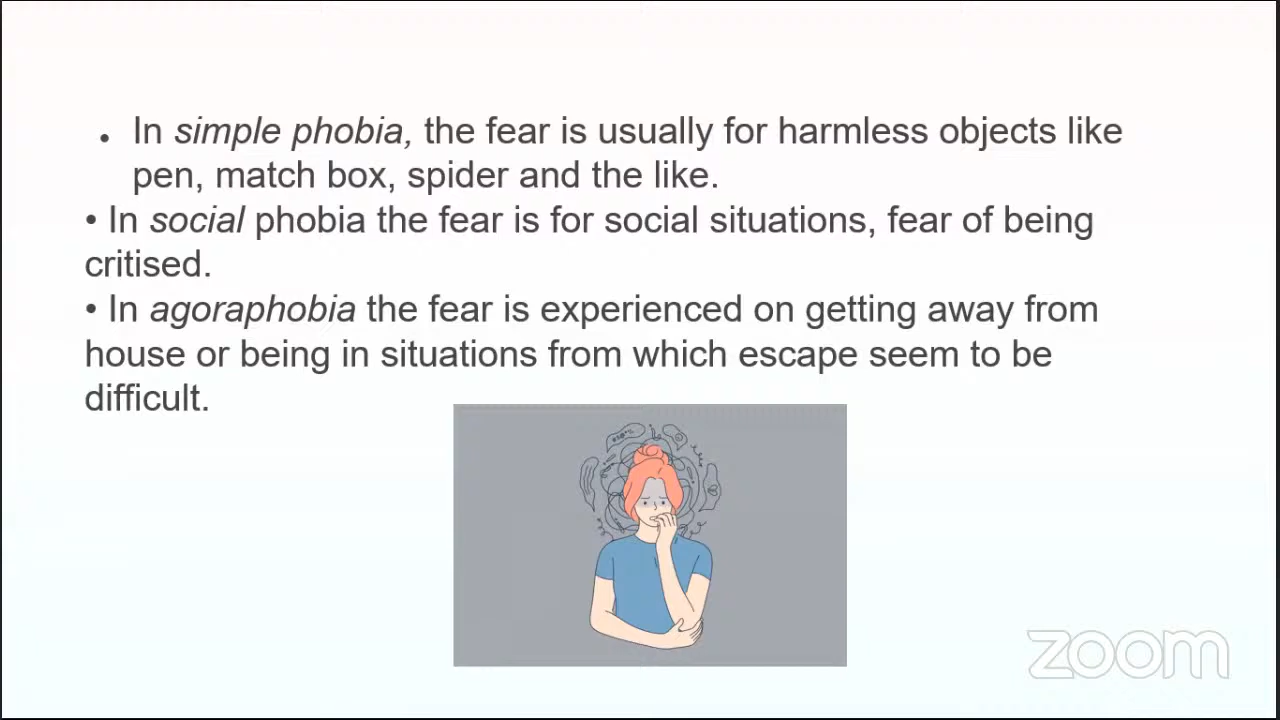 • In simple phobia, the fear is usually for harmless objects like
pen, match box, spider and the like.
• In social phobia the fear is for social situations, fear of being
critised.
• In agoraphobia the fear is experienced on getting away from
house or being in situations from which escape seem to be
difficult.
zoom